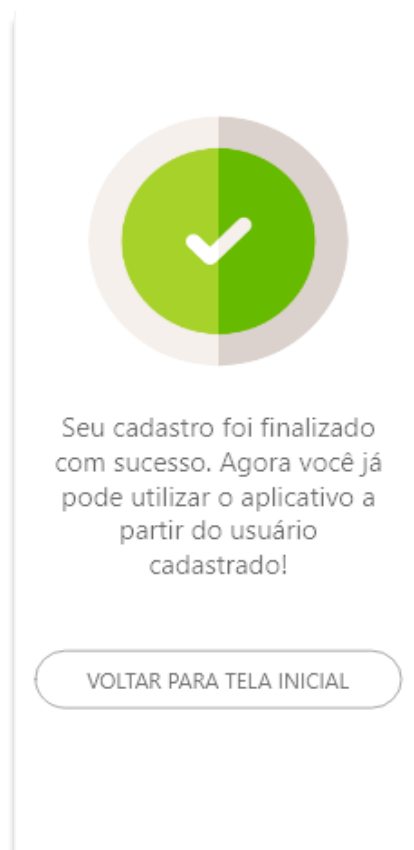 Seu cadastro foi finalizado
com sucesso. Agora você já
pode utilizar o aplicativo a
partir do usuário
cadastrado!
VOLTAR PARA TELA INICIAL